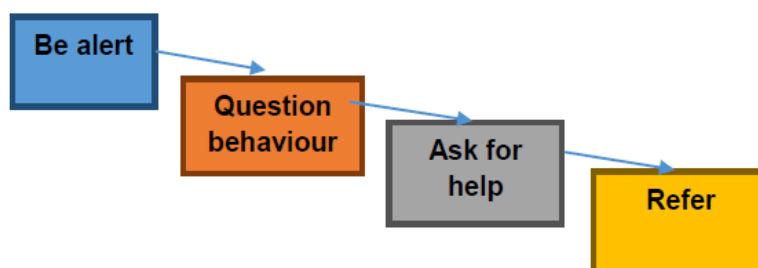 Be alert
Question
behaviour
Ask for
help
Refer